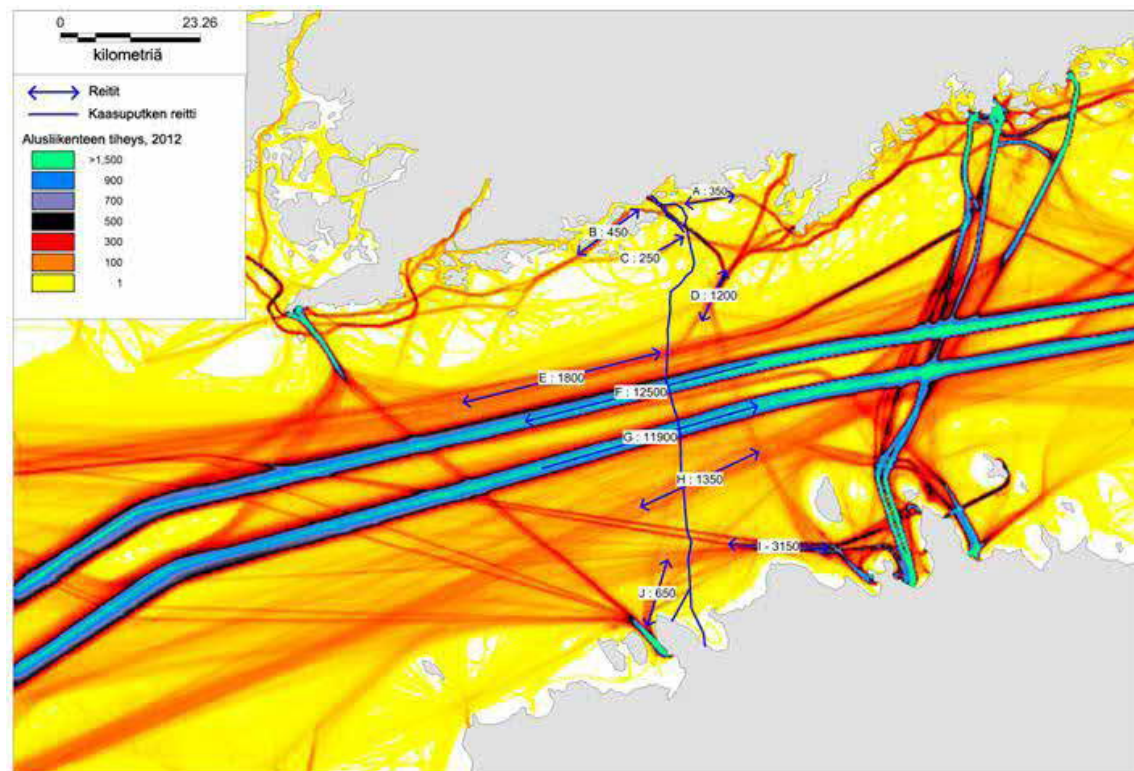 0 23.26
kilometriä
Reitit
Kaasuputken reitti
Alusliikenteen tiheys, 2012
>1,500
900
700
500
300
100
1
A : 350
B : 450
C : 250
D : 1200
E : 1800
F : 12500
G : 11900
H : 1350
I - 3150
J : 650